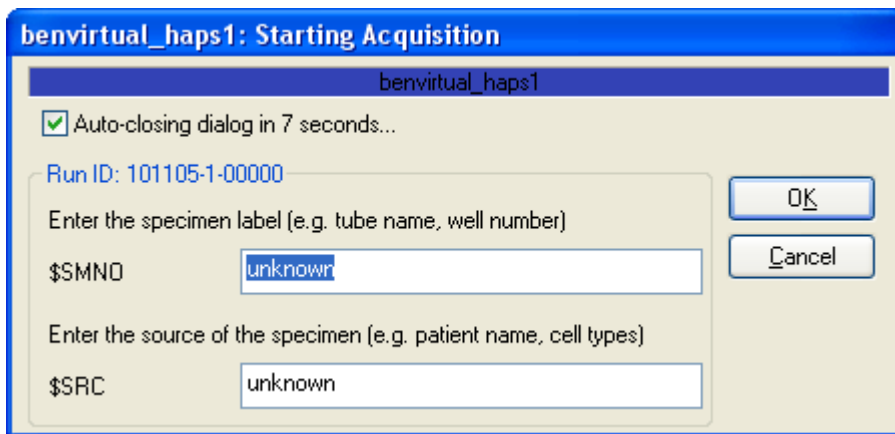 benvirtual_haps1: Starting Acquisition
benvirtual_haps1
Auto-closing dialog in 7 seconds...
Run ID: 101105-1-00000
Enter the specimen label (e.g. tube name, well number)
$SMNO unknown
Enter the source of the specimen (e.g. patient name, cell types)
$SRC unknown
OK
Cancel